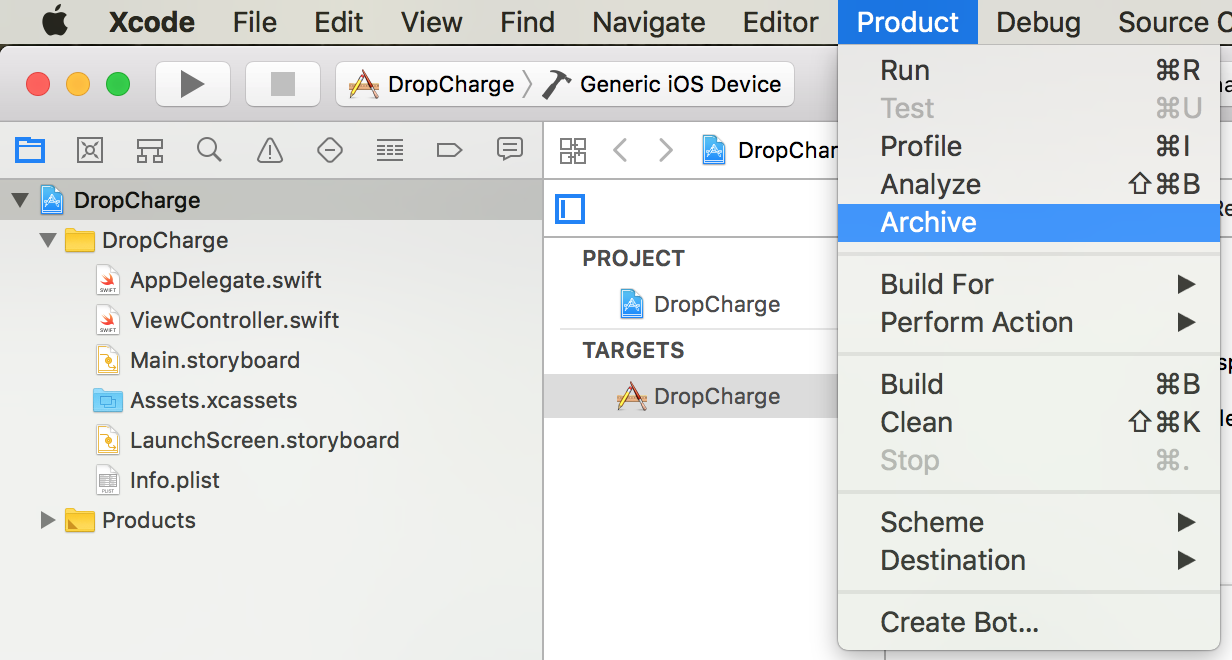 Xcode File Edit View Find Navigate Editor Product Debug Source
DropCharge Generic iOS Device
DropCharge
DropCharge
AppDelegate.swift
ViewController.swift
Main.storyboard
Assets.xcassets
LaunchScreen.storyboard
Info.plist
Products
PROJECT
DropCharge
TARGETS
DropCharge
Run ⌘R
Test ⌘U
Profile ⌘I
Analyze ⇧⌘B
Archive
Build For ▶
Perform Action ▶
Build ⌘B
Clean ⇧⌘K
Stop ⌘.
Scheme ▶
Destination ▶
Create Bot...